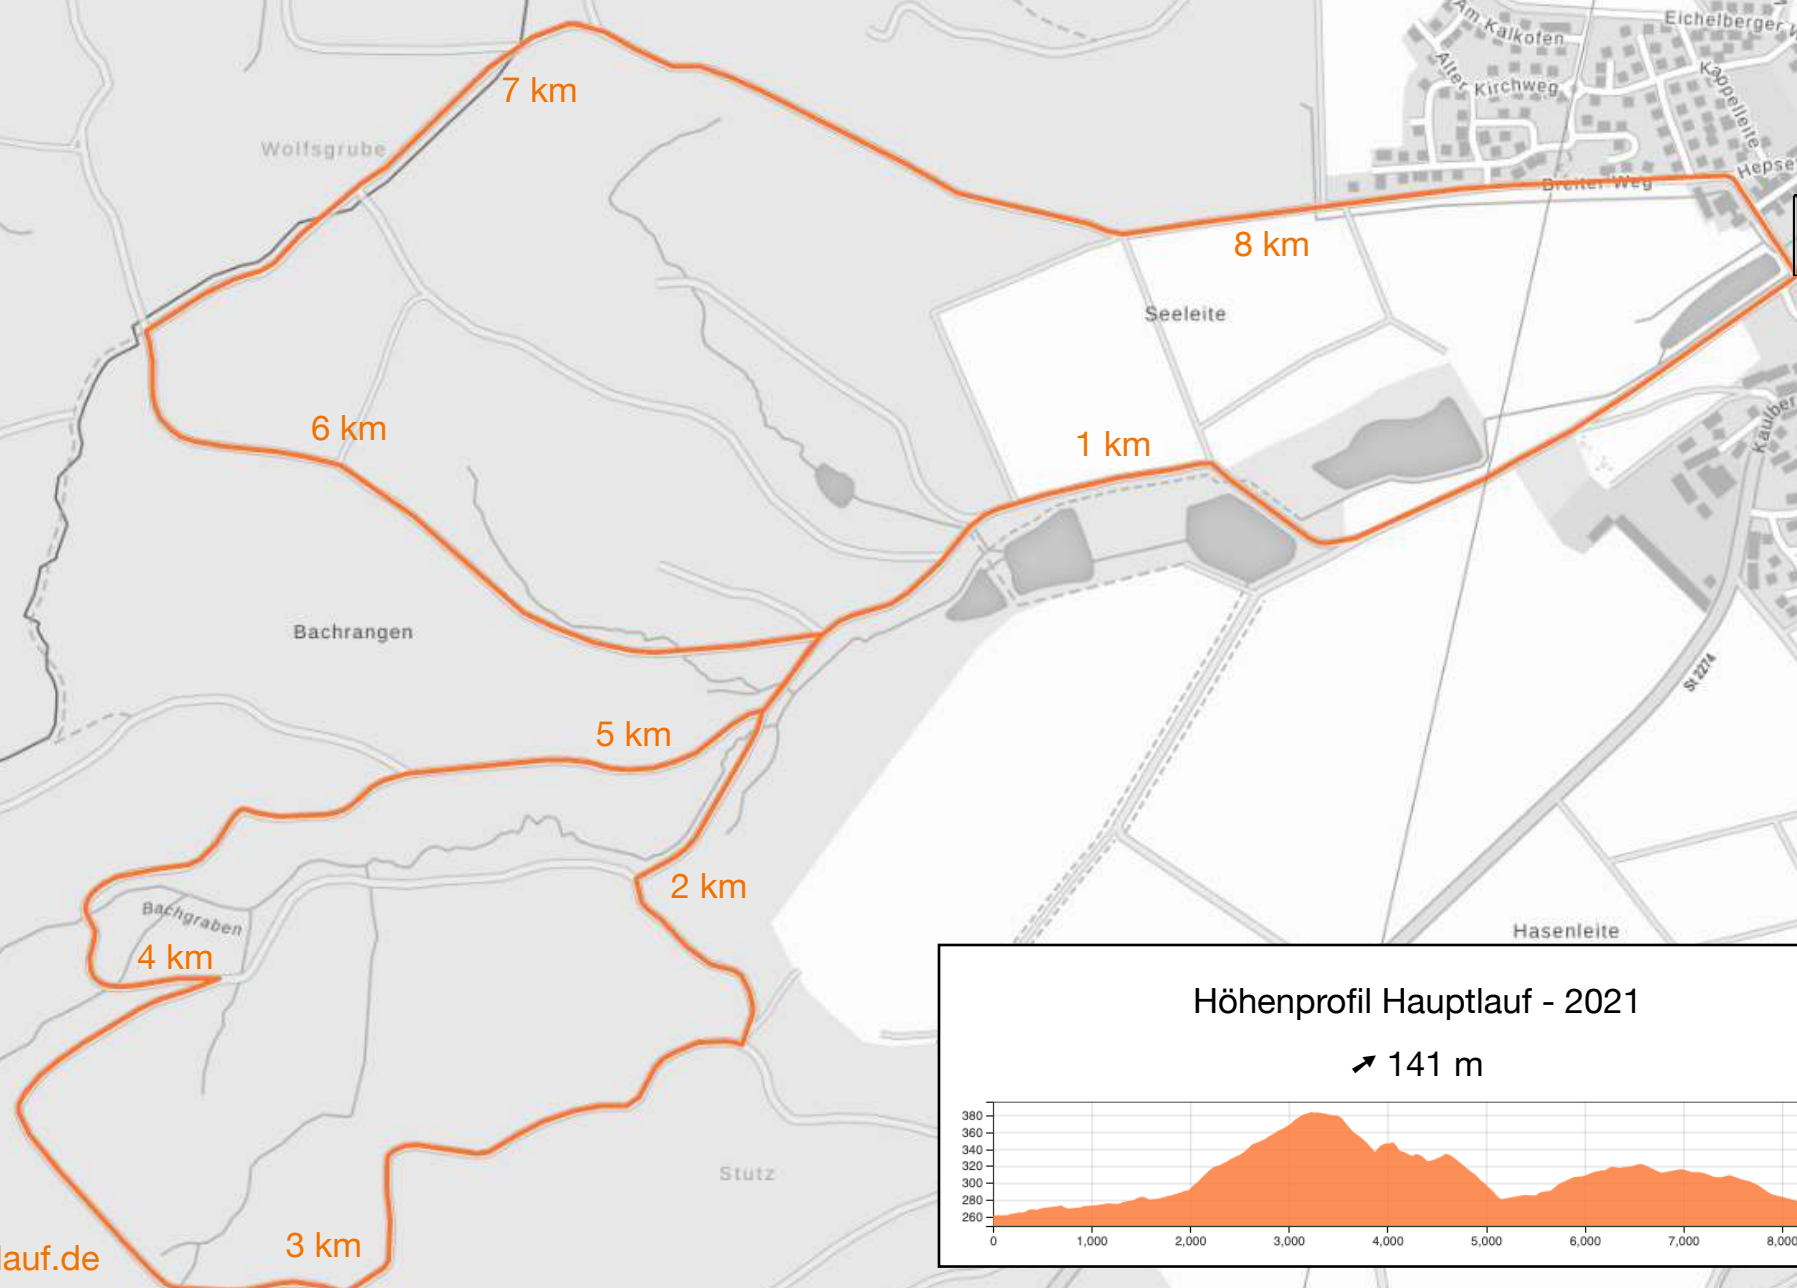 Am Kalkofen
Eichelberger
Alter Kirchweg
Kappelleite
7 km
Wolfsgrube
Breiter Weg
8 km
Seeleite
6 km
1 km
Bachrangen
St 2274
5 km
2 km
Bachgraben
4 km
Hasenleite
Stutz
3 km
lauf.de
Höhenprofil Hauptlauf - 2021
➚ 141 m
380
360
340
320
300
280
260
0 1,000 2,000 3,000 4,000 5,000 6,000 7,000 8,000